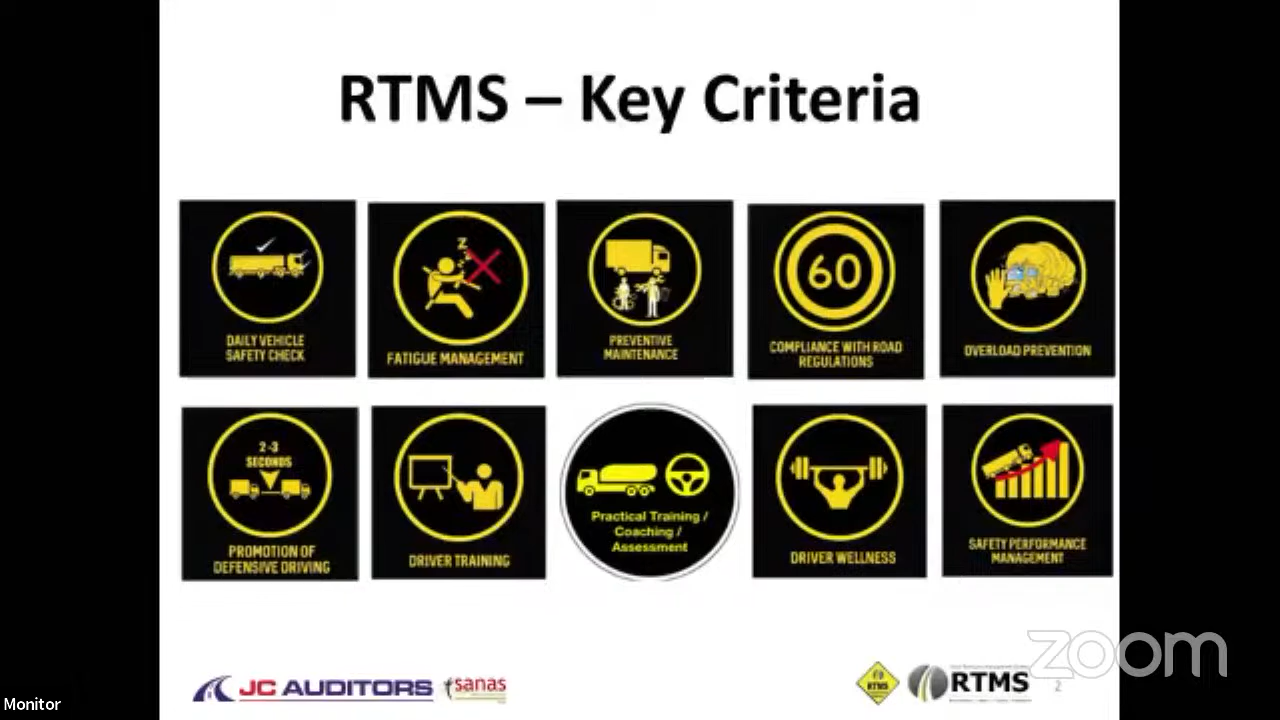 RTMS – Key Criteria
DAILY VEHICLE
SAFETY CHECK
Z
FATIGUE MANAGEMENT
PREVENTIVE
MAINTENANCE
60
COMPLIANCE WITH ROAD
REGULATIONS
OVERLOAD PREVENTION
2-3
SECONDS
PROMOTION OF
DEFENSIVE DRIVING
DRIVER TRAINING
Practical Training /
Coaching /
Assessment
DRIVER WELLNESS
SAFETY PERFORMANCE
MANAGEMENT
zoom
JC AUDITORS
sanas
RTMS
RTMS
2
Monitor